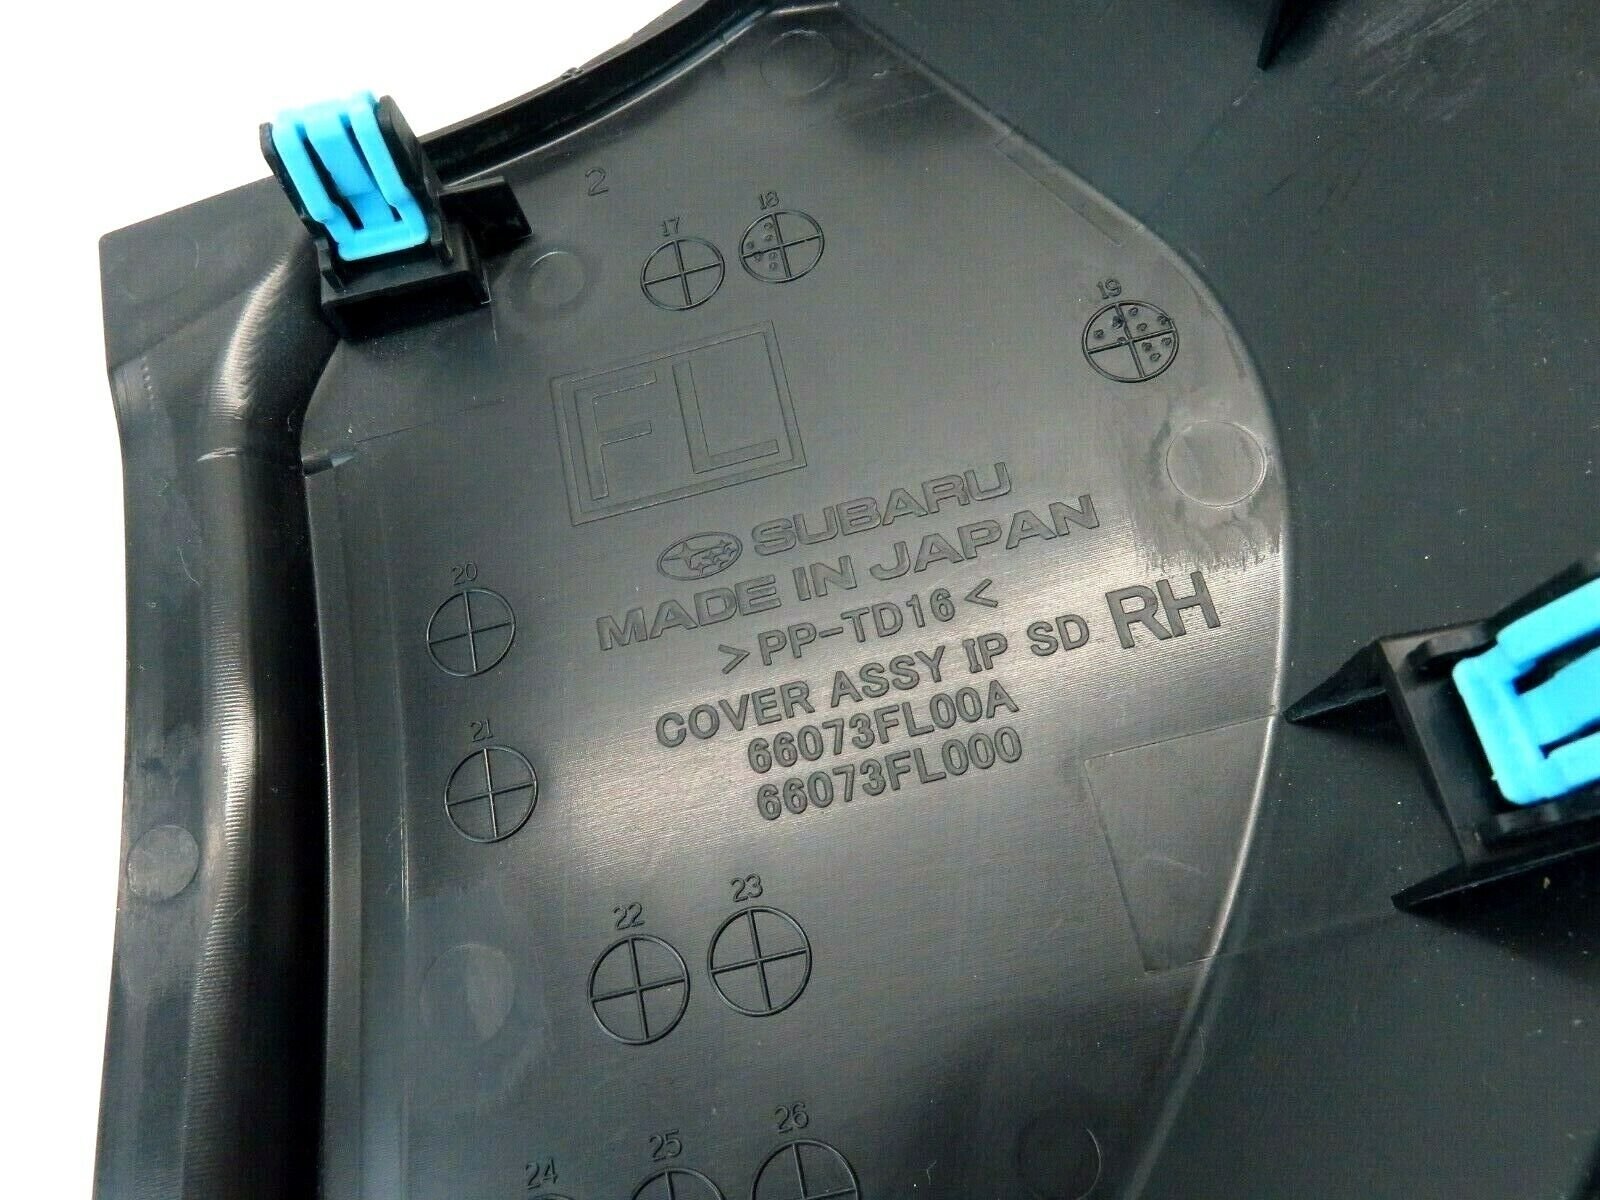 2
17
18
19
FL
SUBARU
MADE IN JAPAN
>PP-TD16<
COVER ASSY IP SD RH
66073FL00A
66073FL000
20
21
22
23
24
25
26